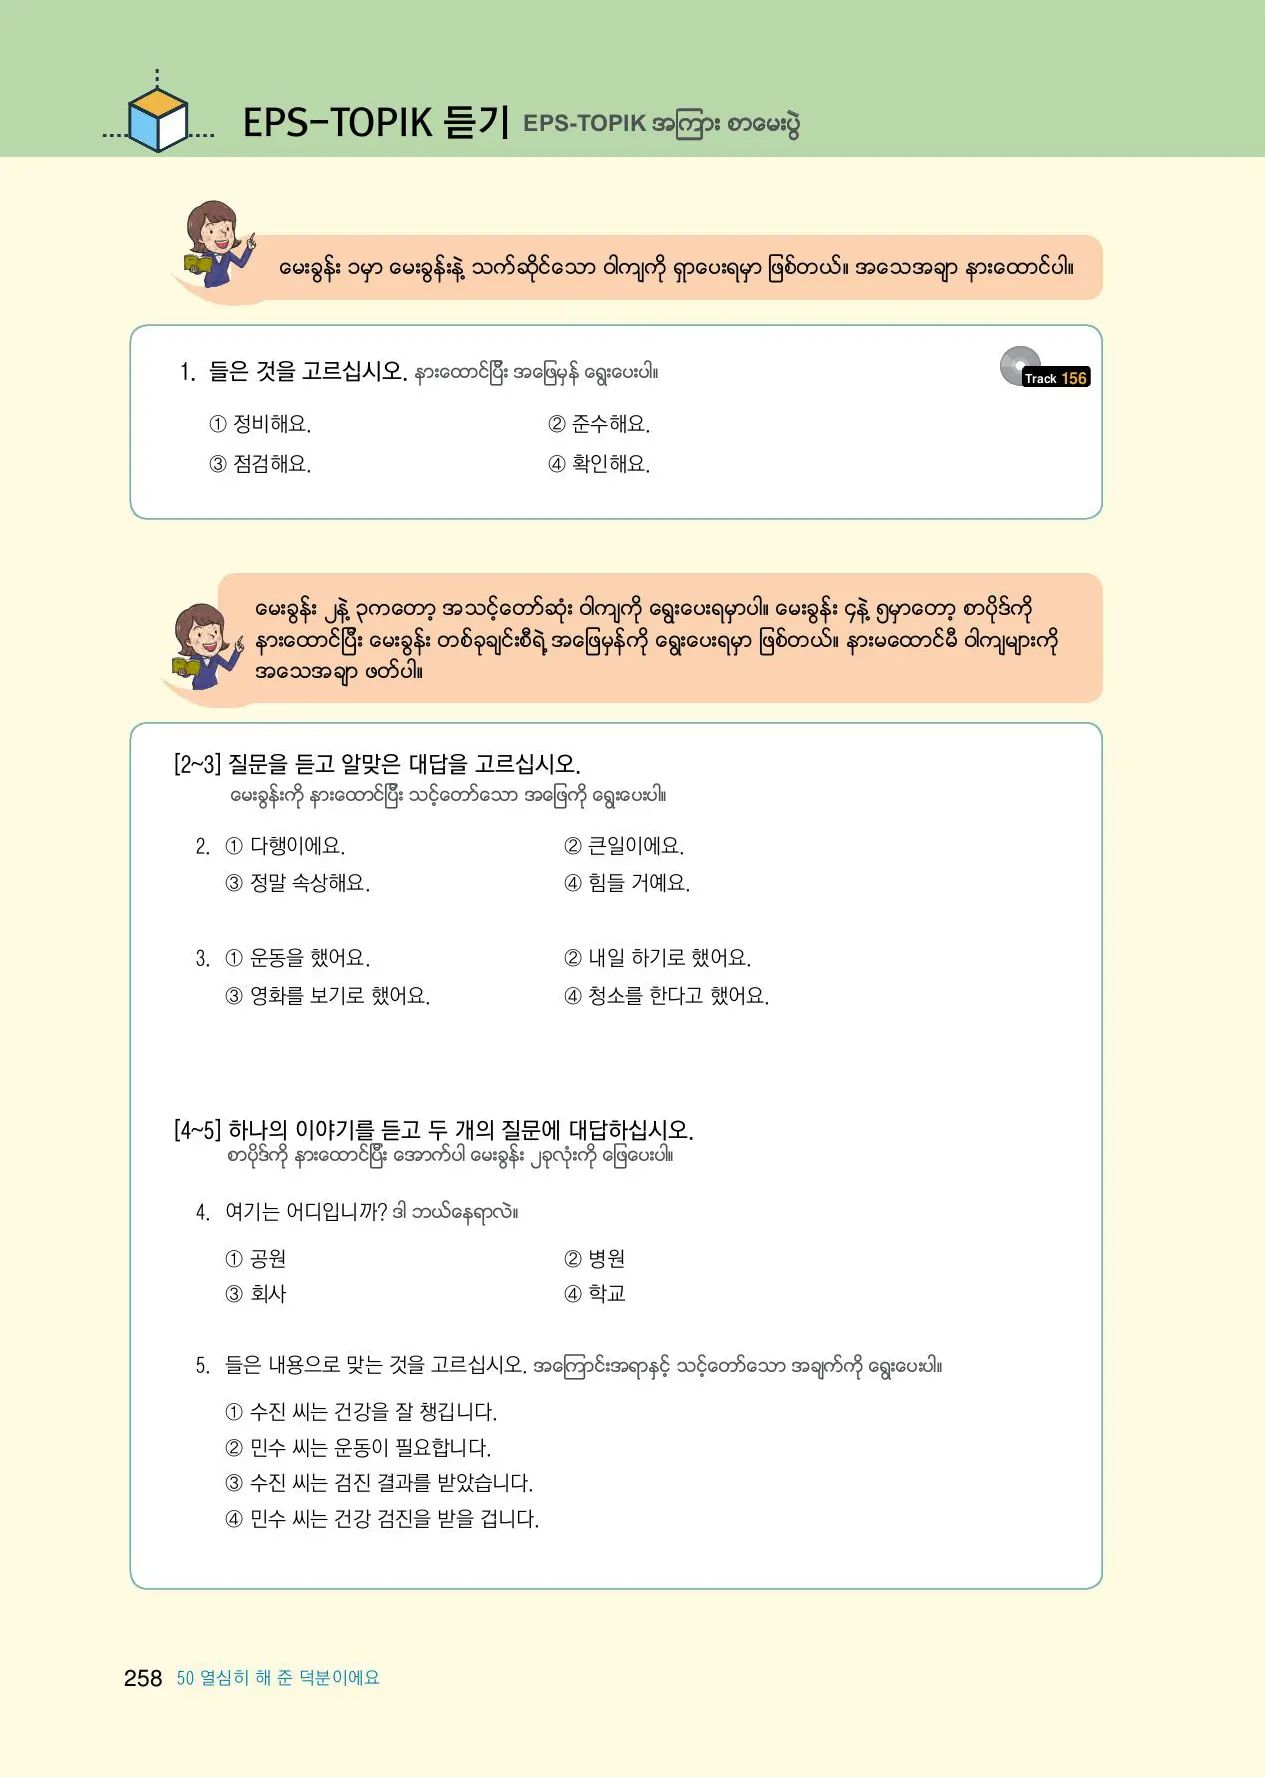 EPS-TOPIK 듣기 EPS-TOPIK အကြား စာမေးပွဲ
မေးခွန်း ၁မှာ မေးခွန်းနဲ့ သက်ဆိုင်သော ဝါကျကို ရှာပေးရမှာ ဖြစ်တယ်။ အသေအချာ နားထောင်ပါ။
1. 들은 것을 고르십시오. နားထောင်ပြီး အဖြေမှန် ရွေးပေးပါ။
Track 156
① 정비해요. ② 준수해요.
③ 점검해요. ④ 확인해요.
မေးခွန်း ၂နဲ့ ၃ကတော့ အသင့်တော်ဆုံး ဝါကျကို ရွေးပေးရမှာပါ။ မေးခွန်း ၄နဲ့ ၅မှာတော့ စာပိုဒ်ကို
နားထောင်ပြီး မေးခွန်း တစ်ခုချင်းစီရဲ့ အဖြေမှန်ကို ရွေးပေးရမှာ ဖြစ်တယ်။ နားမထောင်မီ ဝါကျများကို
အသေအချာ ဖတ်ပါ။
[2~3] 질문을 듣고 알맞은 대답을 고르십시오.
မေးခွန်းကို နားထောင်ပြီး သင့်တော်သော အဖြေကို ရွေးပေးပါ။
2. ① 다행이에요. ② 큰일이에요.
③ 정말 속상해요. ④ 힘들 거예요.
3. ① 운동을 했어요. ② 내일 하기로 했어요.
③ 영화를 보기로 했어요. ④ 청소를 한다고 했어요.
[4~5] 하나의 이야기를 듣고 두 개의 질문에 대답하십시오.
စာပိုဒ်ကို နားထောင်ပြီး အောက်ပါ မေးခွန်း ၂ခုလုံးကို ဖြေပေးပါ။
4. 여기는 어디입니까? ဒါ ဘယ်နေရာလဲ။
① 공원 ② 병원
③ 회사 ④ 학교
5. 들은 내용으로 맞는 것을 고르십시오. အကြောင်းအရာနှင့် သင့်တော်သော အချက်ကို ရွေးပေးပါ။
① 수진 씨는 건강을 잘 챙깁니다.
② 민수 씨는 운동이 필요합니다.
③ 수진 씨는 검진 결과를 받았습니다.
④ 민수 씨는 건강 검진을 받을 겁니다.
258 50 열심히 해 준 덕분이에요